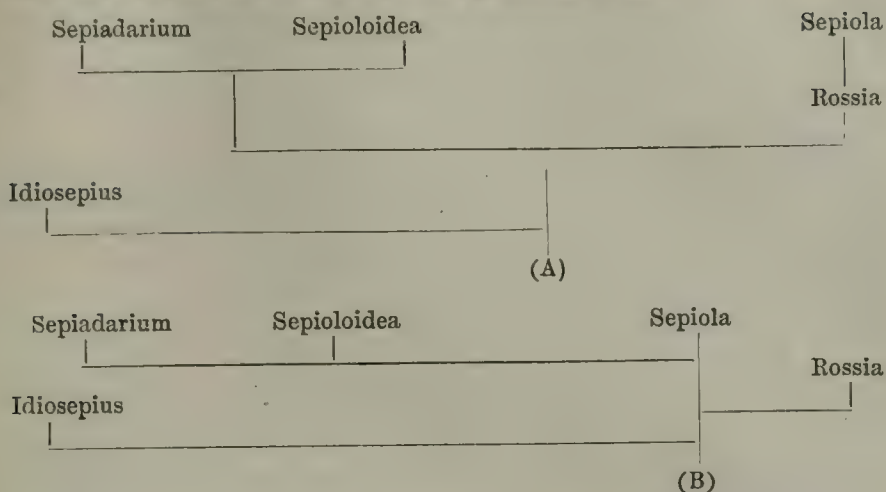 Sepiadarium Sepioloidea Sepiola
Rossia
Idiosepius
(A)
Sepiadarium Sepioloidea Sepiola
Rossia
Idiosepius
(B)